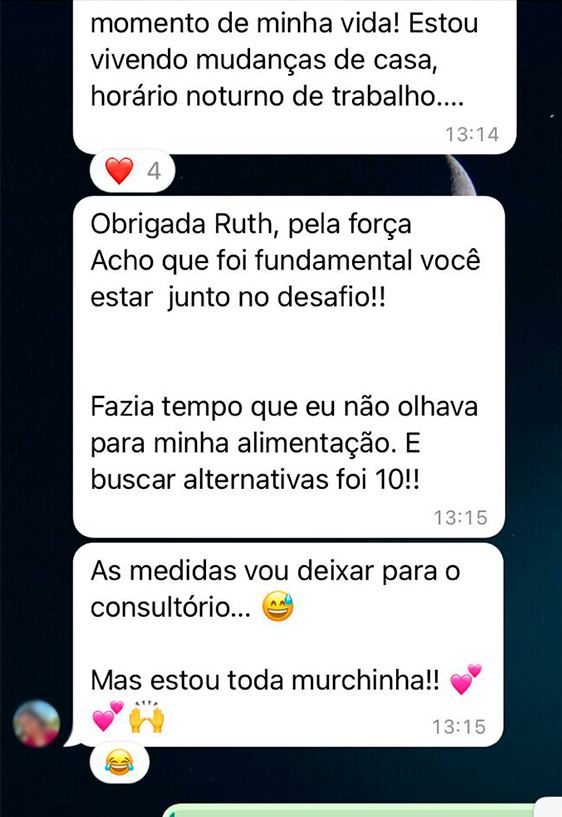 momento de minha vida! Estou
vivendo mudanças de casa,
horário noturno de trabalho....
13:14
❤️ 4
Obrigada Ruth, pela força
Acho que foi fundamental você
estar  junto no desafio!!
Fazia tempo que eu não olhava
para minha alimentação. E
buscar alternativas foi 10!!
13:15
As medidas vou deixar para o
consultório... 😅
Mas estou toda murchinha!! 💕
💕🙌 13:15
😂